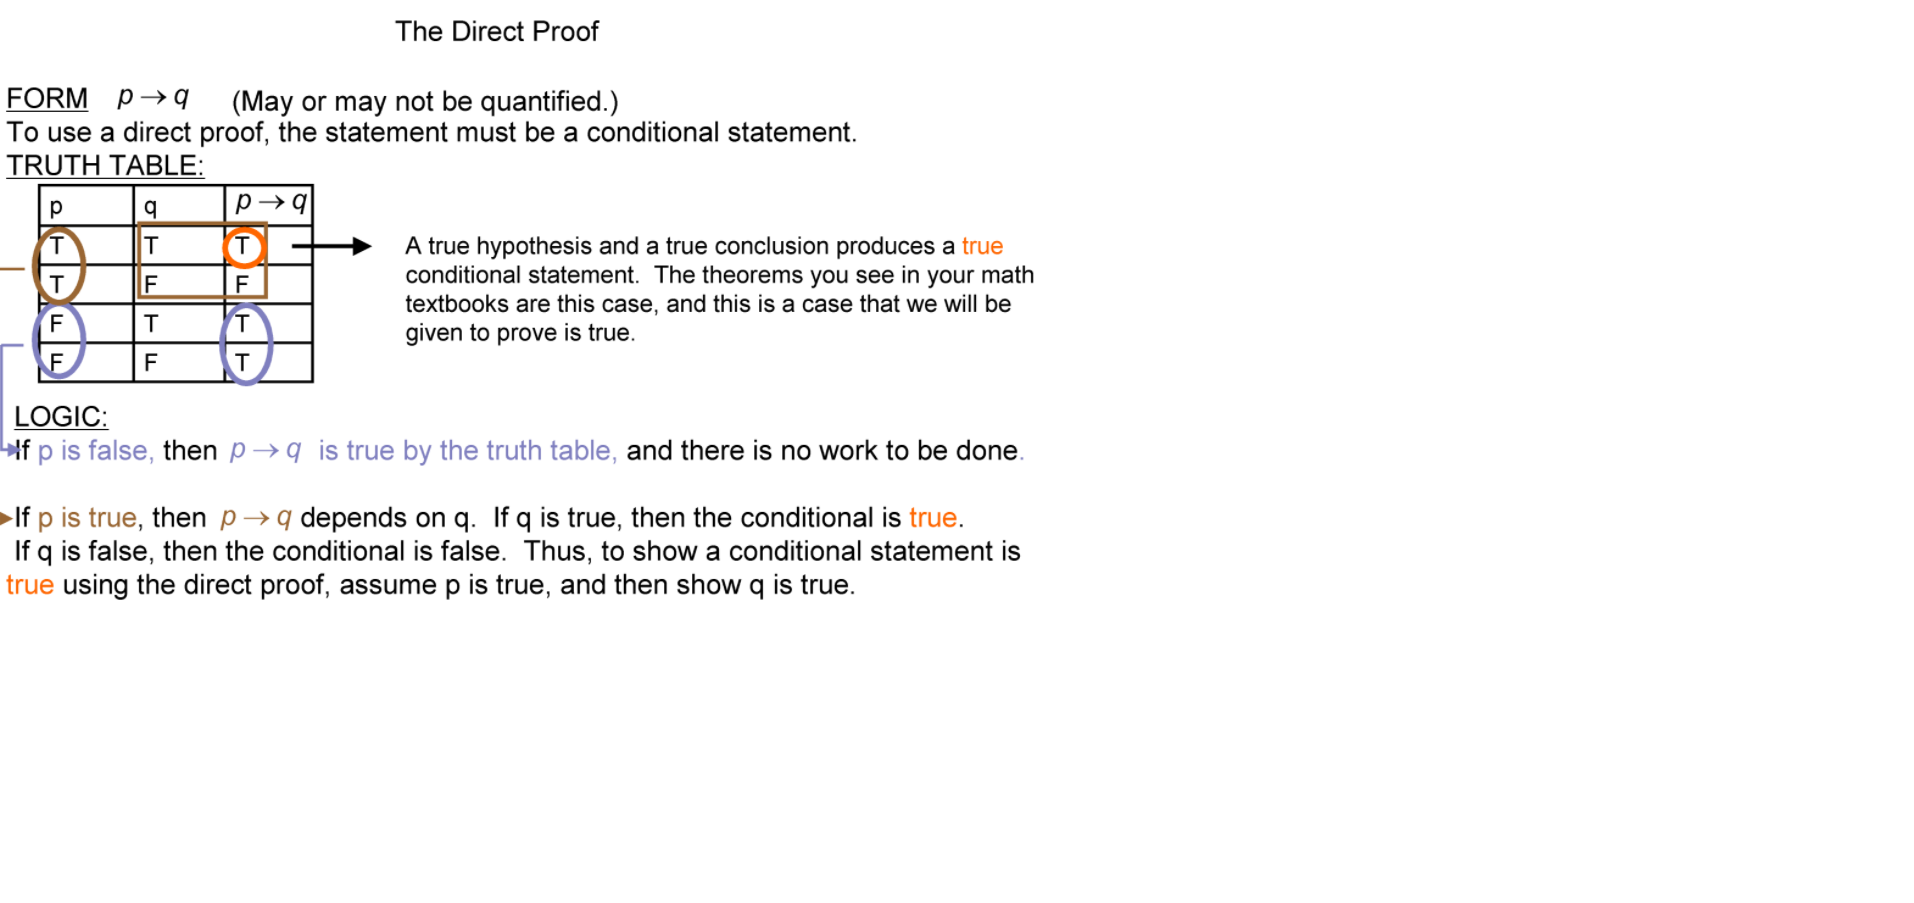 The Direct Proof
FORM p → q (May or may not be quantified.)
To use a direct proof, the statement must be a conditional statement.
TRUTH TABLE:
p q p → q
T T T
T F F
F T T
F F T
A true hypothesis and a true conclusion produces a true
conditional statement. The theorems you see in your math
textbooks are this case, and this is a case that we will be
given to prove is true.
LOGIC:
If p is false, then p → q is true by the truth table, and there is no work to be done.
If p is true, then p → q depends on q. If q is true, then the conditional is true.
If q is false, then the conditional is false. Thus, to show a conditional statement is
true using the direct proof, assume p is true, and then show q is true.